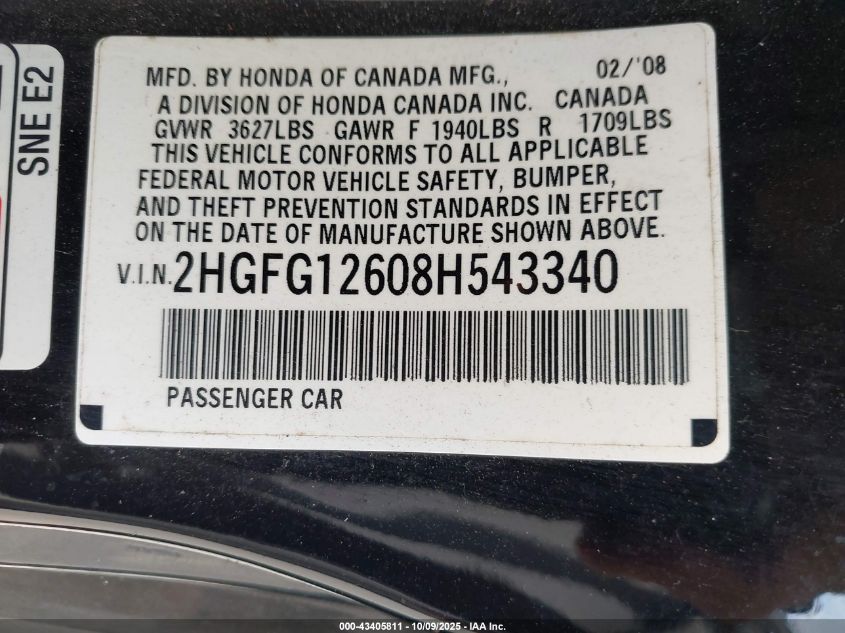 SNE E2
MFD. BY HONDA OF CANADA MFG., 02/'08
A DIVISION OF HONDA CANADA INC. CANADA
GVWR 3627LBS GAWR F 1940LBS R 1709LBS
THIS VEHICLE CONFORMS TO ALL APPLICABLE
FEDERAL MOTOR VEHICLE SAFETY, BUMPER,
AND THEFT PREVENTION STANDARDS IN EFFECT
ON THE DATE OF MANUFACTURE SHOWN ABOVE.
V.I.N. 2HGFG12608H543340
PASSENGER CAR
000-43405811 - 10/09/2025 - IAA Inc.